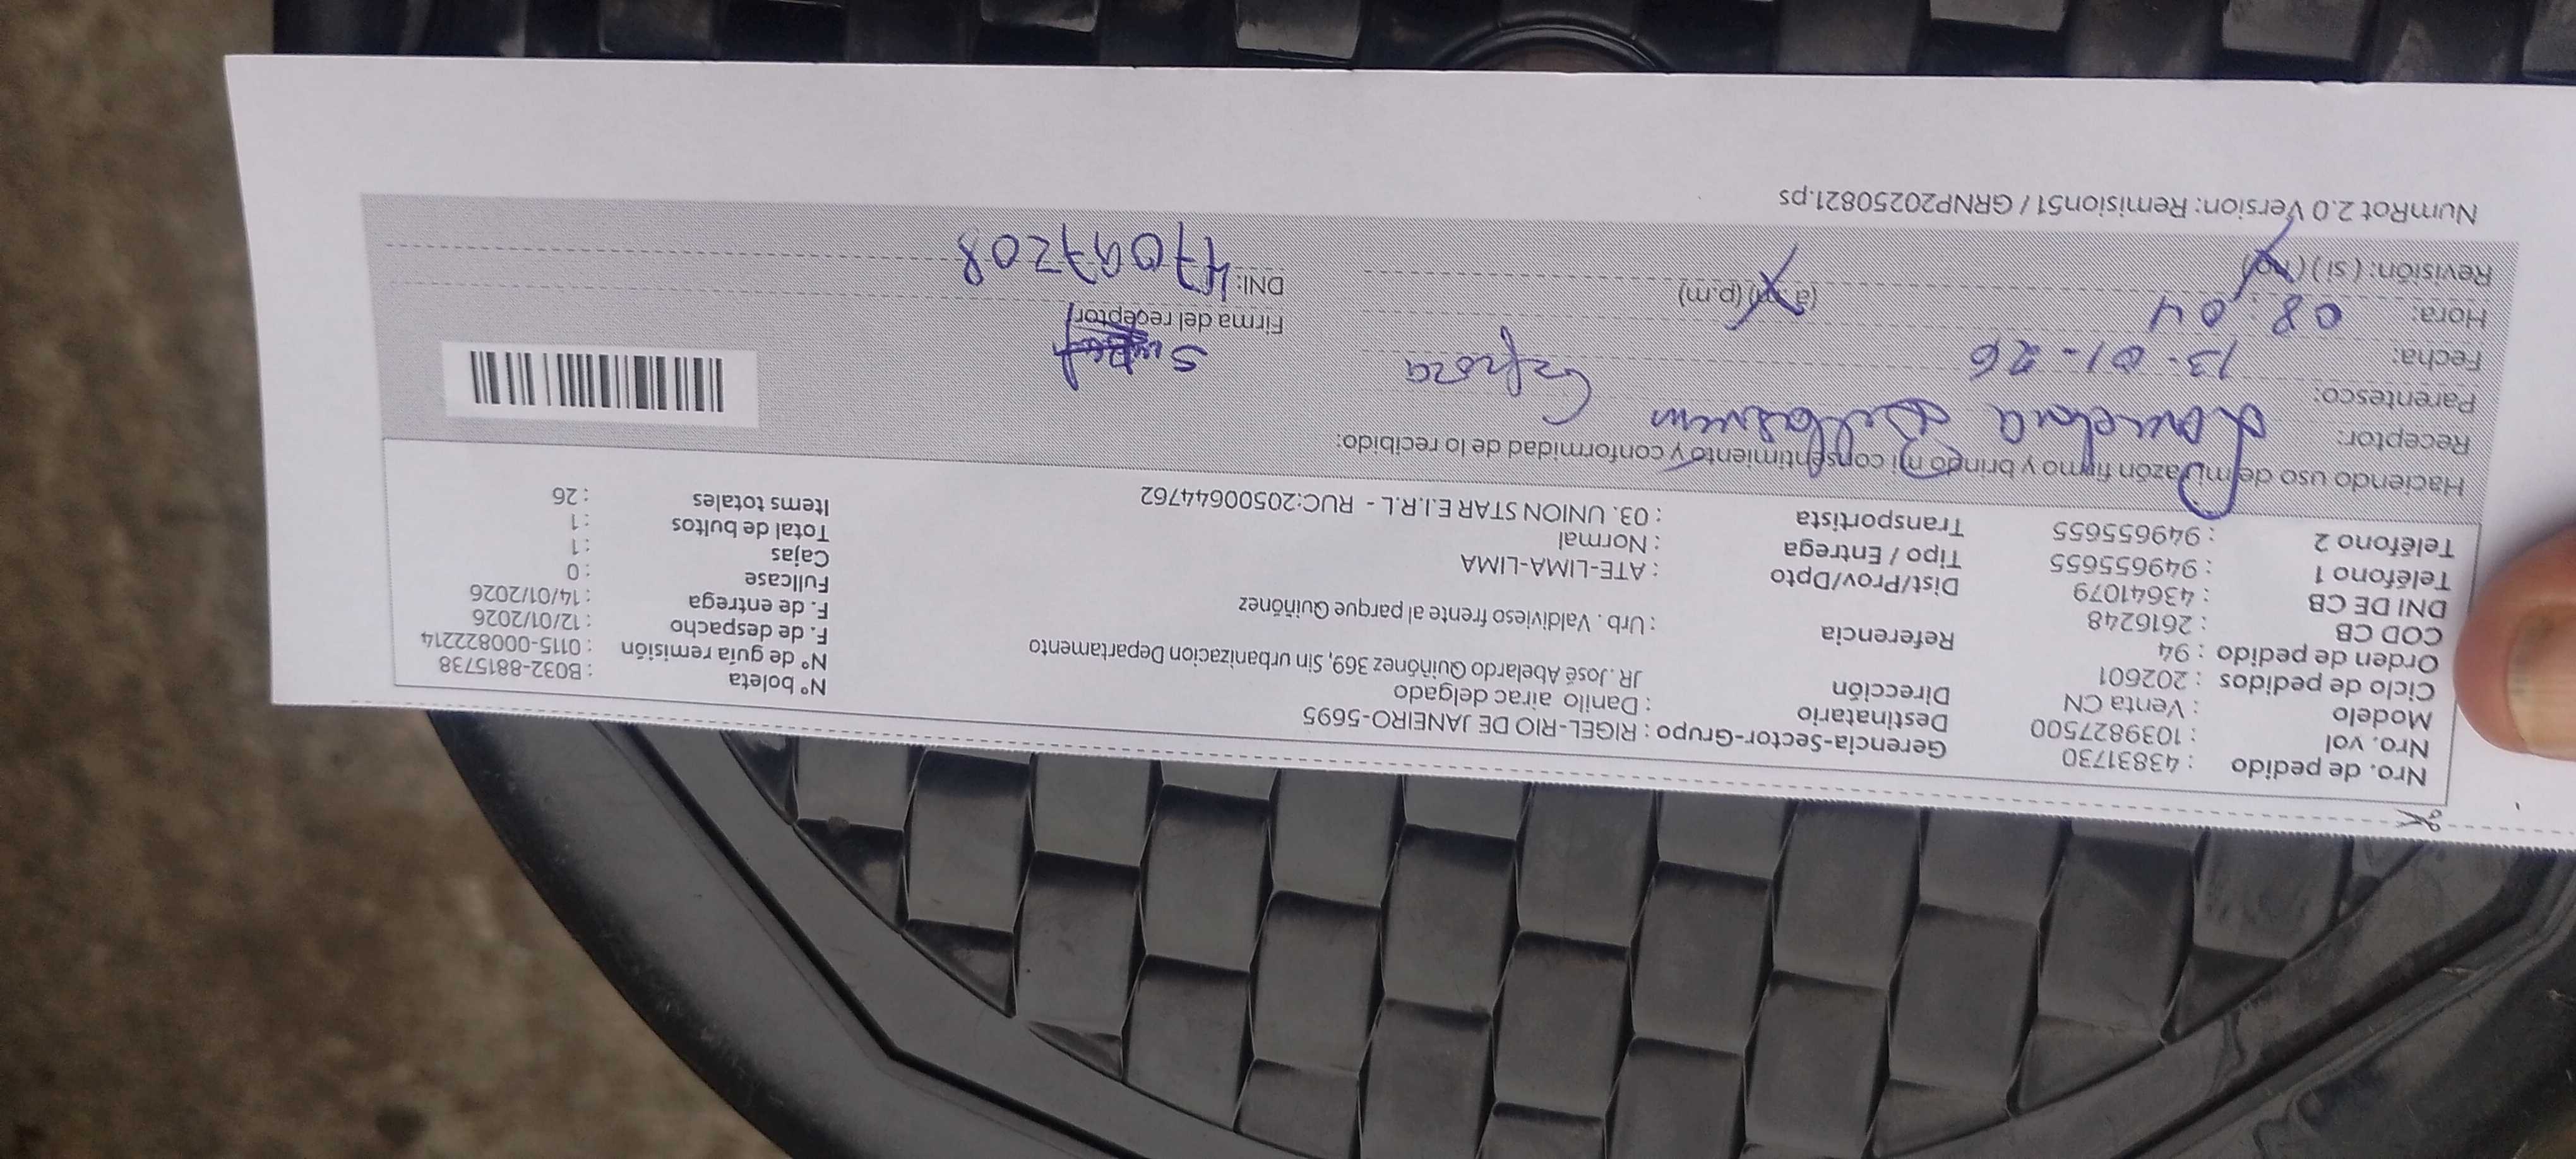 Nro. de pedido : 43831730 Gerencia-Sector-Grupo : RIGEL-RIO DE JANEIRO-5695
Nro. vol : 1039827500 Destinatario : Danilo airac delgado Nº boleta : B032-8815738
Modelo : Venta CN Dirección JR. José Abelardo Quiñónez 369, Sin urbanizacion Departamento Nº de guía remisión : 0115-0008222214
Ciclo de pedidos : 202601 F. de despacho : 12/01/2026
Orden de pedido : 94 Referencia : Urb. Valdivieso frente al parque Quiñónez F. de entrega : 14/01/2026
COD CB : 2616248 Fullcase : 0
DNI DE CB : 43641079 Dist/Prov/Dpto : ATE-LIMA-LIMA Cajas : 1
Teléfono 1 : 949655655 Tipo / Entrega : Normal Total de bultos : 1
Teléfono 2 : 949655655 Transportista : 03. UNION STAR E.I.R.L - RUC:20500644762 Items totales : 26
Haciendo uso de mi razón firmo y brindo mi consentimiento y conformidad de lo recibido:
Receptor:
Parentesco:
Fecha: 13-01-26
Hora: 08:04 (a.m) (p.m) Firma del receptor
Revisión: (si) (no) DNI: 47097208
NumRot 2.0 Version: Remision51 / GRNP20250821.ps